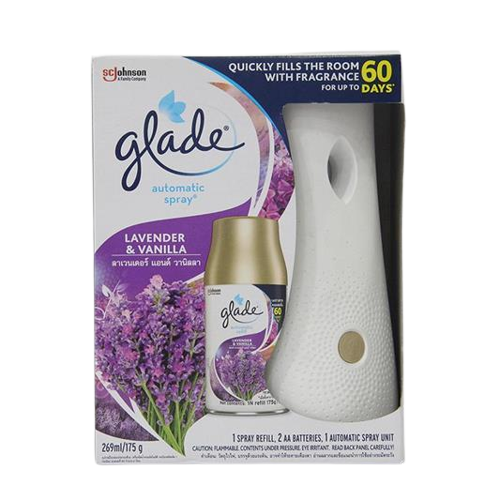 scjohnson
A Family Company
QUICKLY FILLS THE ROOM
WITH FRAGRANCE
FOR UP TO
60
DAYS*
glade®
automatic
spray®
LAVENDER
& VANILLA
ลาเวนเดอร์ แอนด์ วานิลลา
glade
automatic
spray
LAVENDER
& VANILLA
60
269ml/175 g
1 SPRAY REFILL, 2 AA BATTERIES, 1 AUTOMATIC SPRAY UNIT
CAUTION: FLAMMABLE. CONTENTS UNDER PRESSURE. EYE IRRITANT. READ BACK PANEL CAREFULLY.